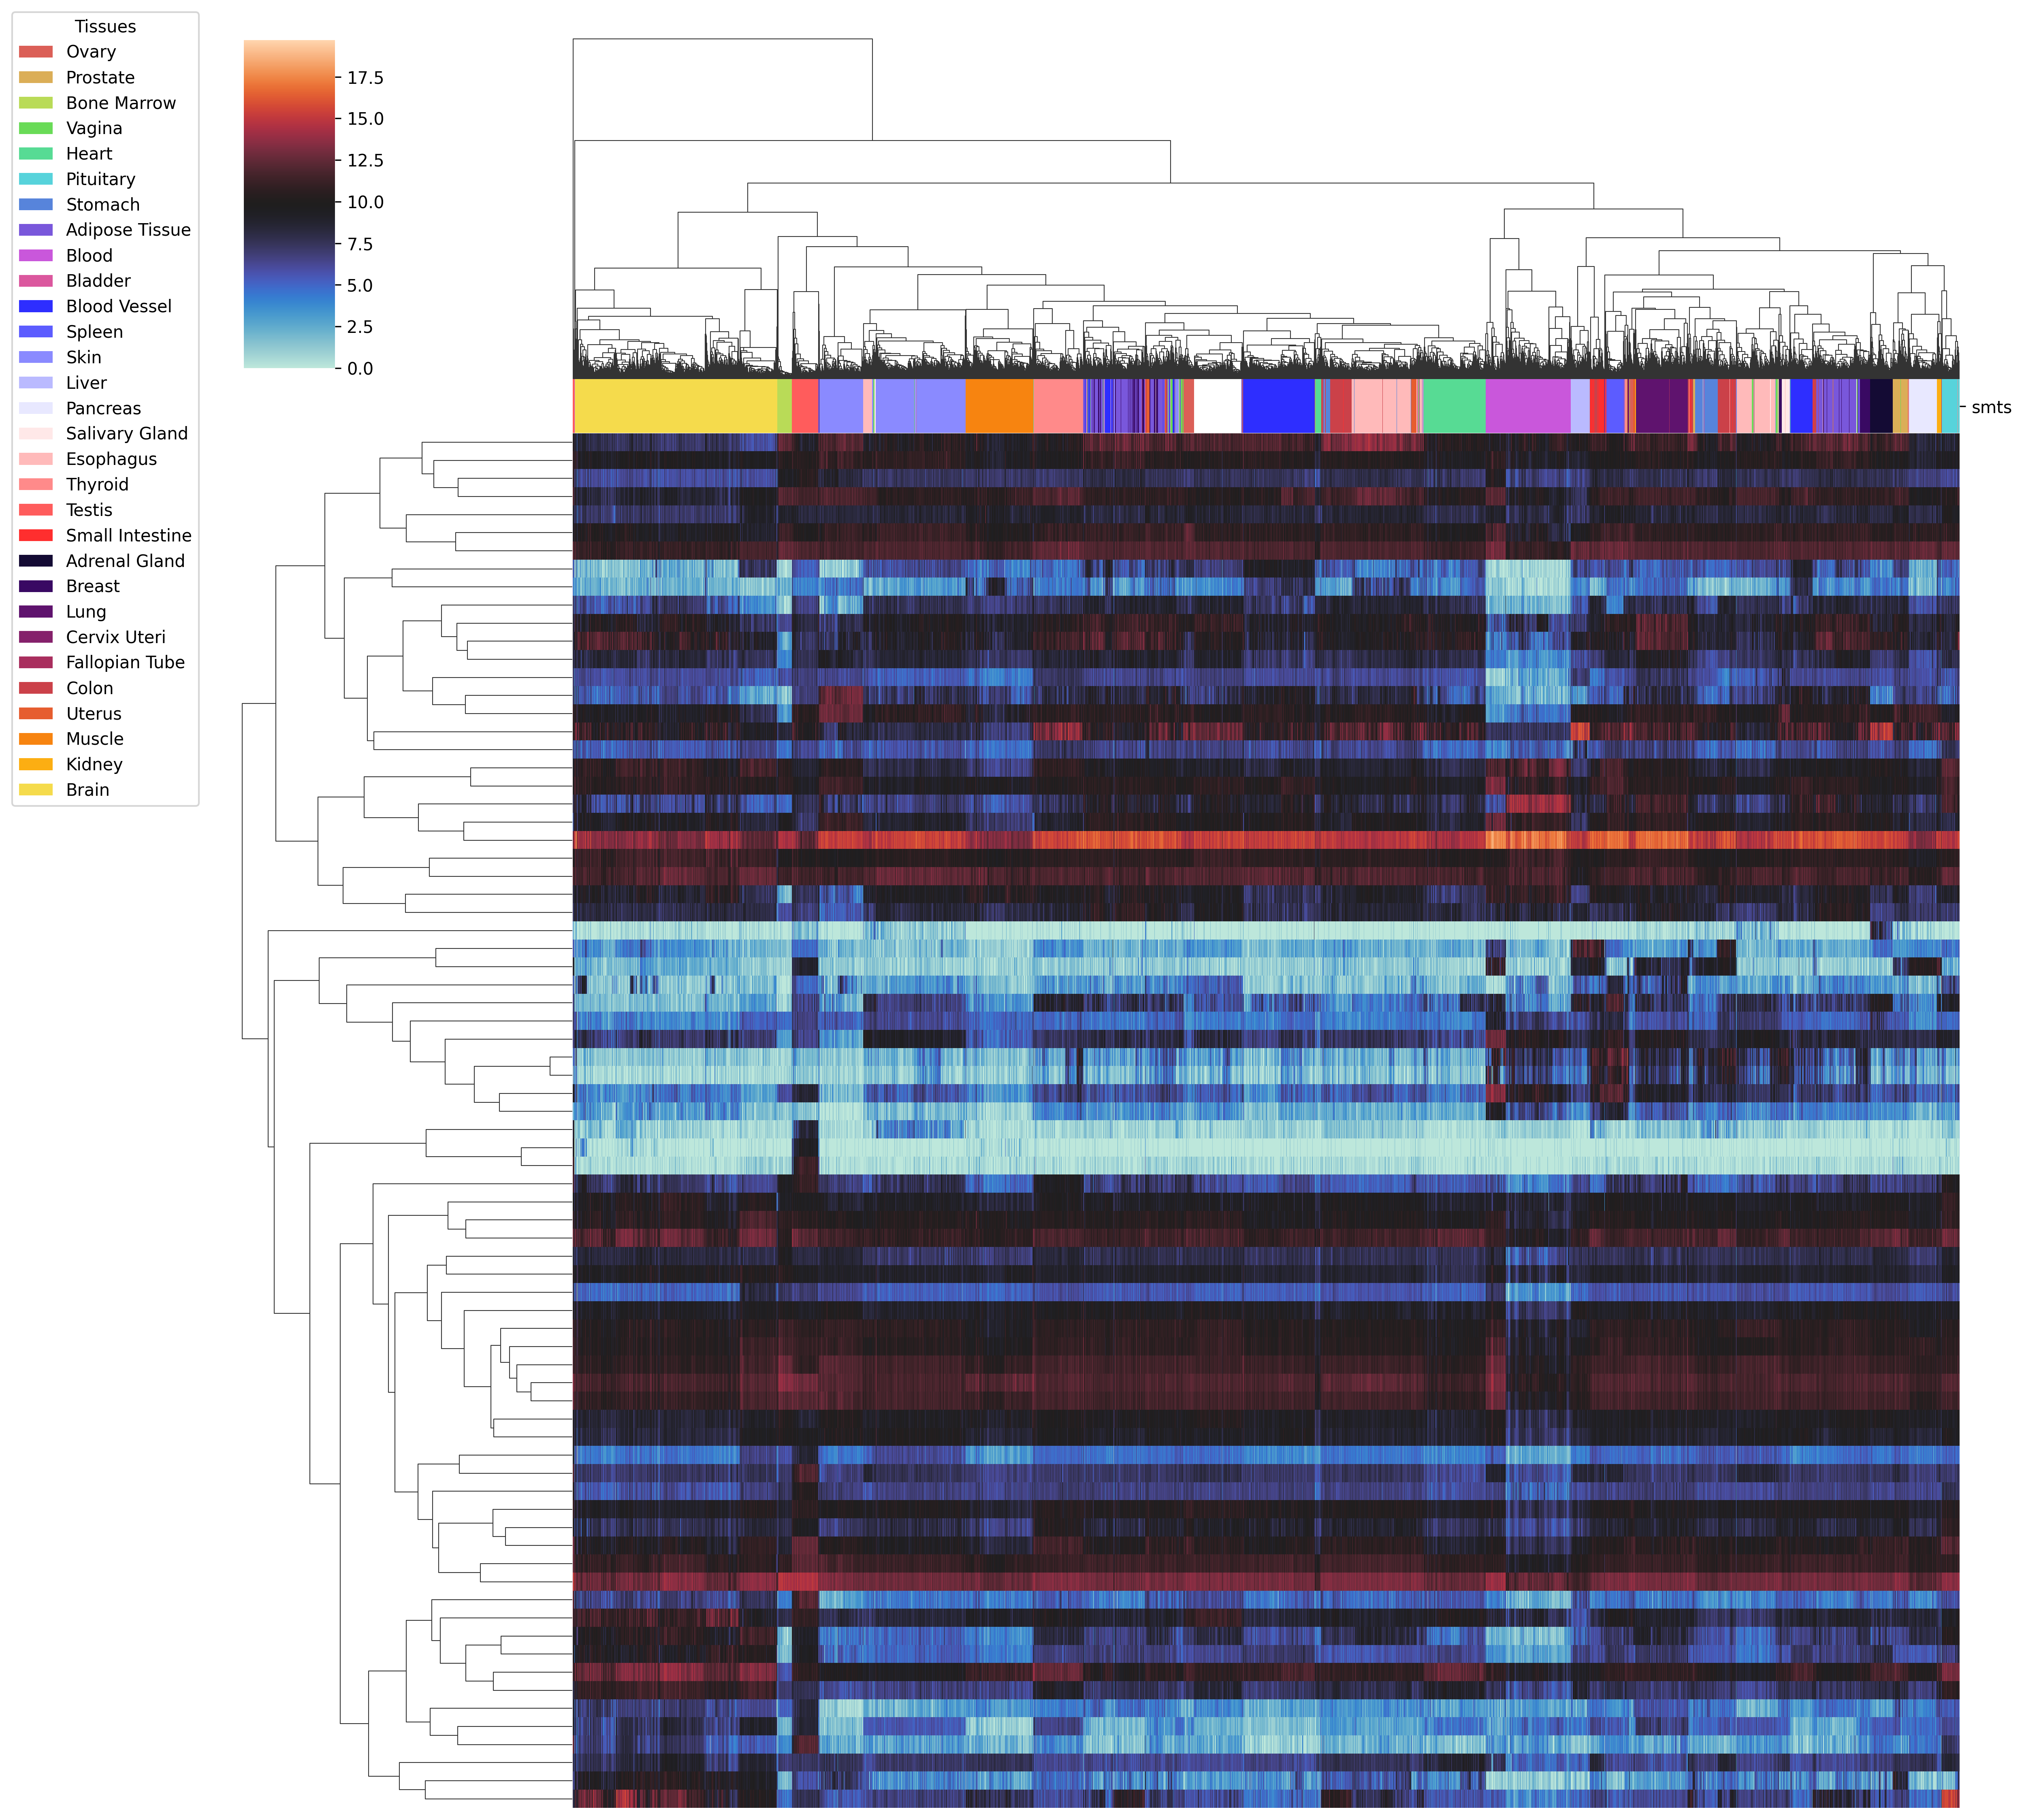 Tissues
Ovary
Prostate
Bone Marrow
Vagina
Heart
Pituitary
Stomach
Adipose Tissue
Blood
Bladder
Blood Vessel
Spleen
Skin
Liver
Pancreas
Salivary Gland
Esophagus
Thyroid
Testis
Small Intestine
Adrenal Gland
Breast
Lung
Cervix Uteri
Fallopian Tube
Colon
Uterus
Muscle
Kidney
Brain
17.5
15.0
12.5
10.0
7.5
5.0
2.5
0.0
smts